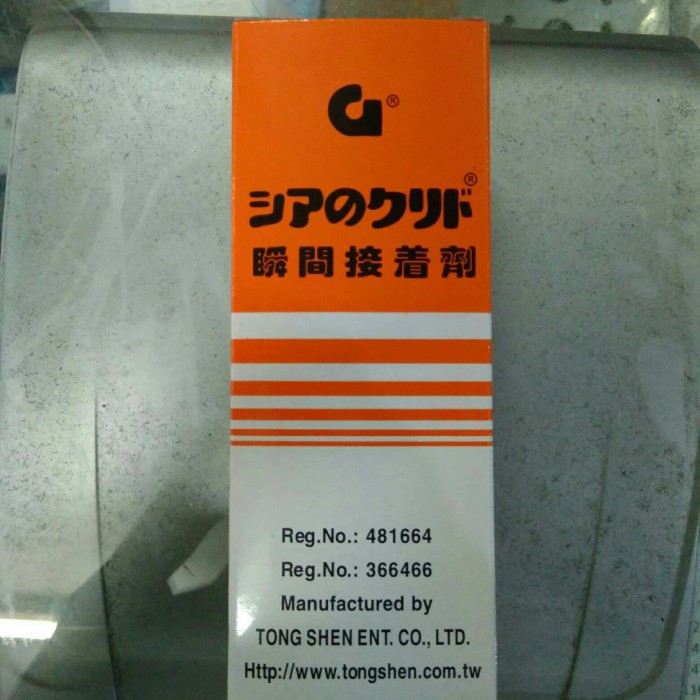 シアのクリド®
瞬間接着劑
Reg.No.: 481664
Reg.No.: 366466
Manufactured by
TONG SHEN ENT. CO., LTD.
Http://www.tongshen.com.tw